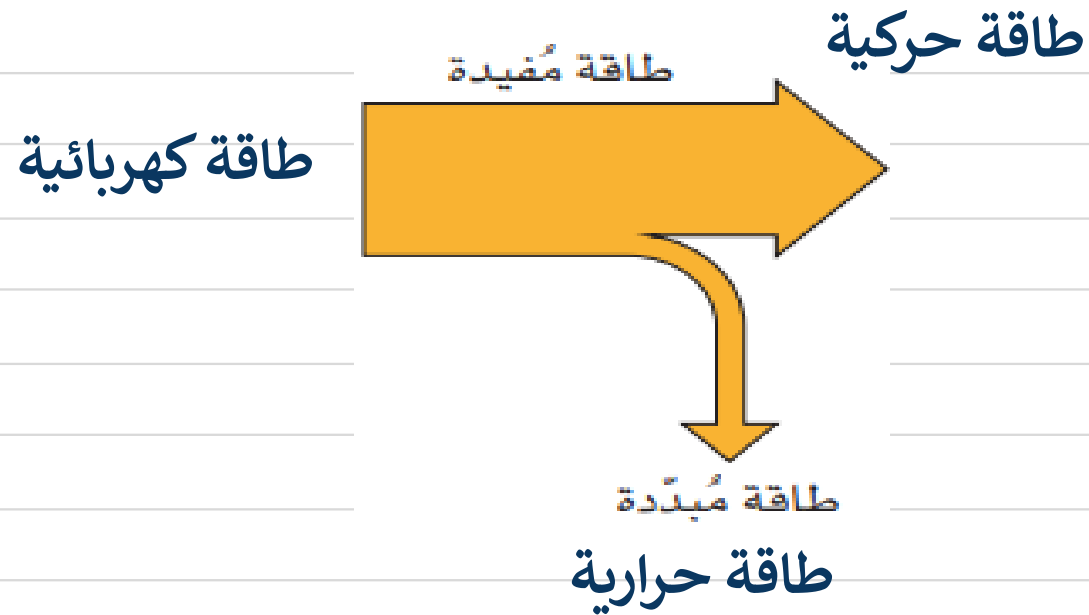 طاقة حركية
طاقة مُفيدة
طاقة كهربائية
طاقة مُبدّدة
طاقة حرارية